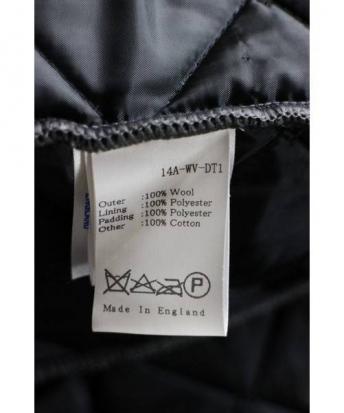 14A-WV-DT1
Outer :100% Wool
Lining :100% Polyester
Padding :100% Polyester
Other :100% Cotton
P
Made In England